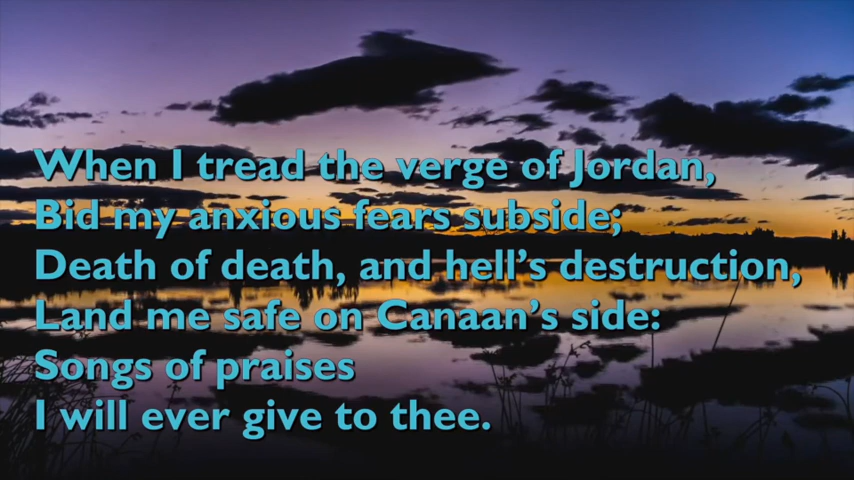 When I tread the verge of Jordan,
Bid my anxious fears subside;
Death of death, and hell’s destruction,
Land me safe on Canaan’s side:
Songs of praises
I will ever give to thee.